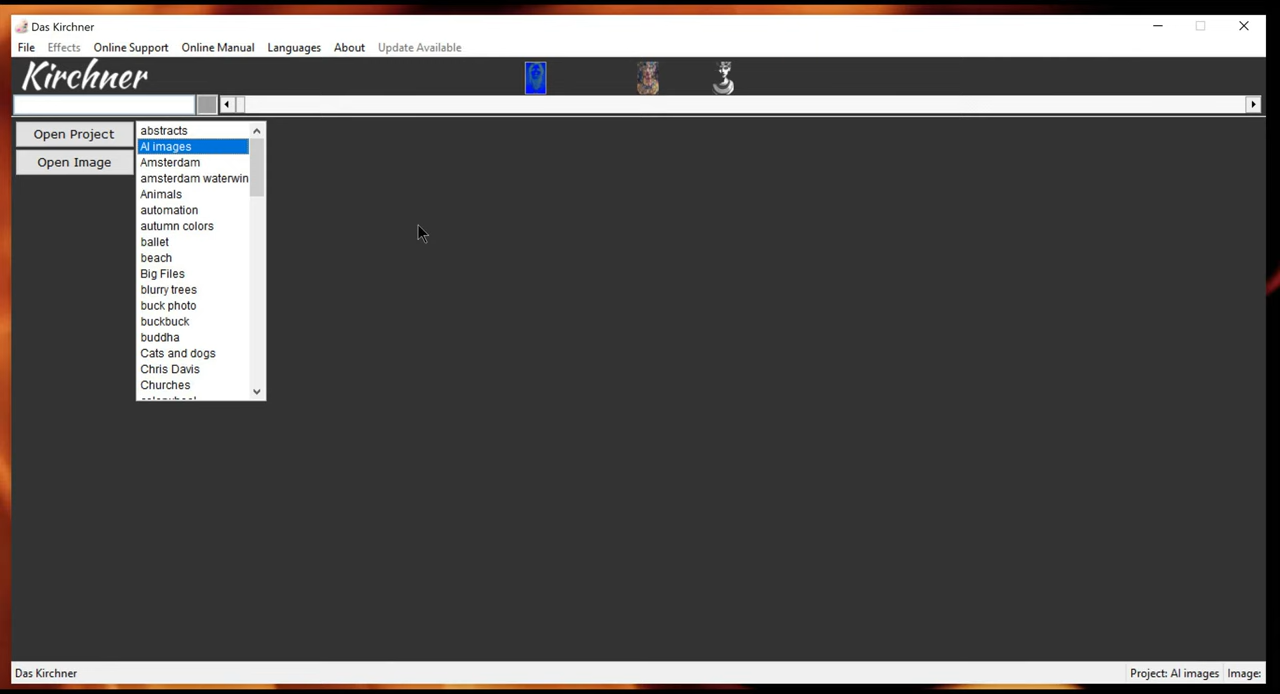 Das Kirchner
File Effects Online Support Online Manual Languages About Update Available
Kirchner
Open Project
Open Image
abstracts
AI images
Amsterdam
amsterdam waterwin
Animals
automation
autumn colors
ballet
beach
Big Files
blurry trees
buck photo
buckbuck
buddha
Cats and dogs
Chris Davis
Churches
Das Kirchner
Project: AI images Image: